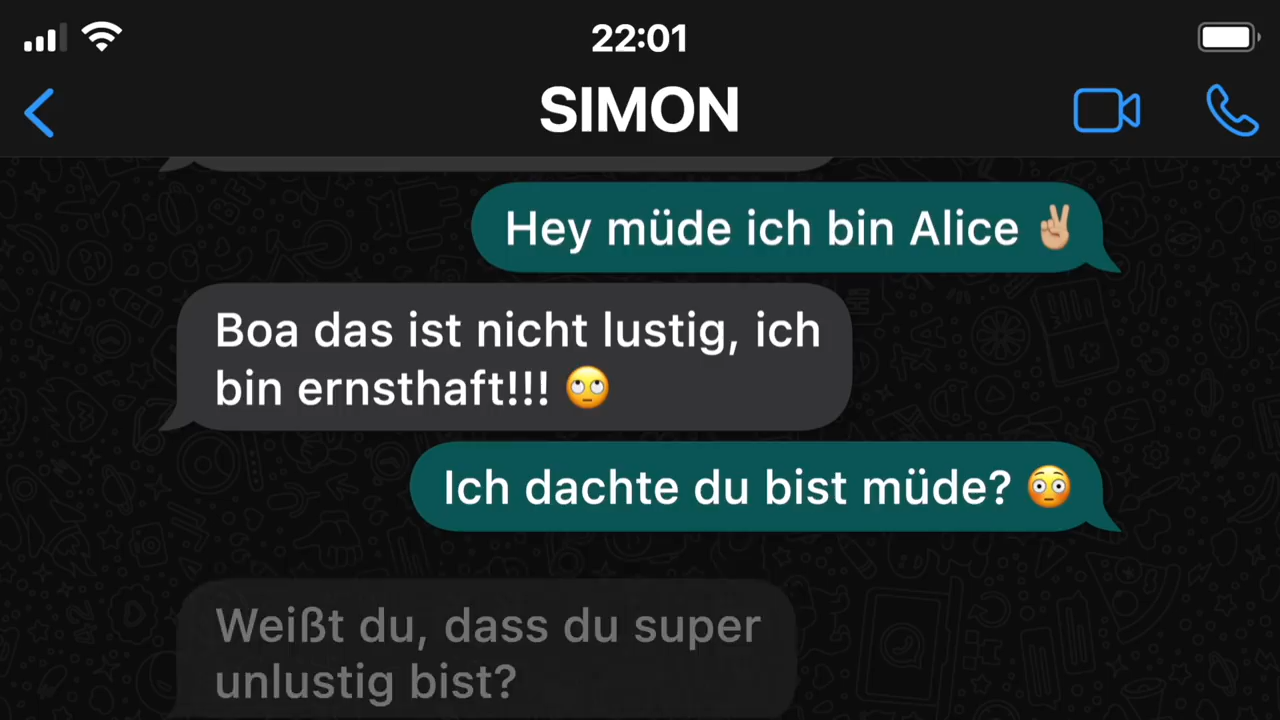 22:01
SIMON
Hey müde ich bin Alice ✌🏼
Boa das ist nicht lustig, ich
bin ernsthaft!!! 🙄
Ich dachte du bist müde? 😳
Weißt du, dass du super
unlustig bist?